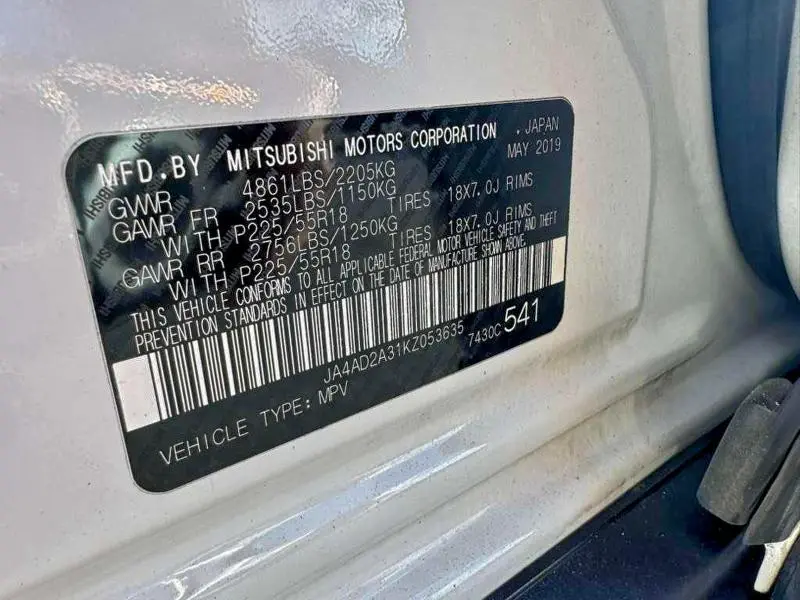 MFD.BY MITSUBISHI MOTORS CORPORATION . JAPAN
MAY 2019
GVWR 4861LBS/2205KG
GAWR FR 2535LBS/1150KG
WITH P225/55R18 TIRES 18X7.0J RIMS
GAWR RR 2756LBS/1250KG
WITH P225/55R18 TIRES 18X7.0J RIMS
THIS VEHICLE CONFORMS TO ALL APPLICABLE FEDERAL MOTOR VEHICLE SAFETY AND THEFT
PREVENTION STANDARDS IN EFFECT ON THE DATE OF MANUFACTURE SHOWN ABOVE.
JA4AD2A31KZ053635 7430C 541
VEHICLE TYPE: MPV